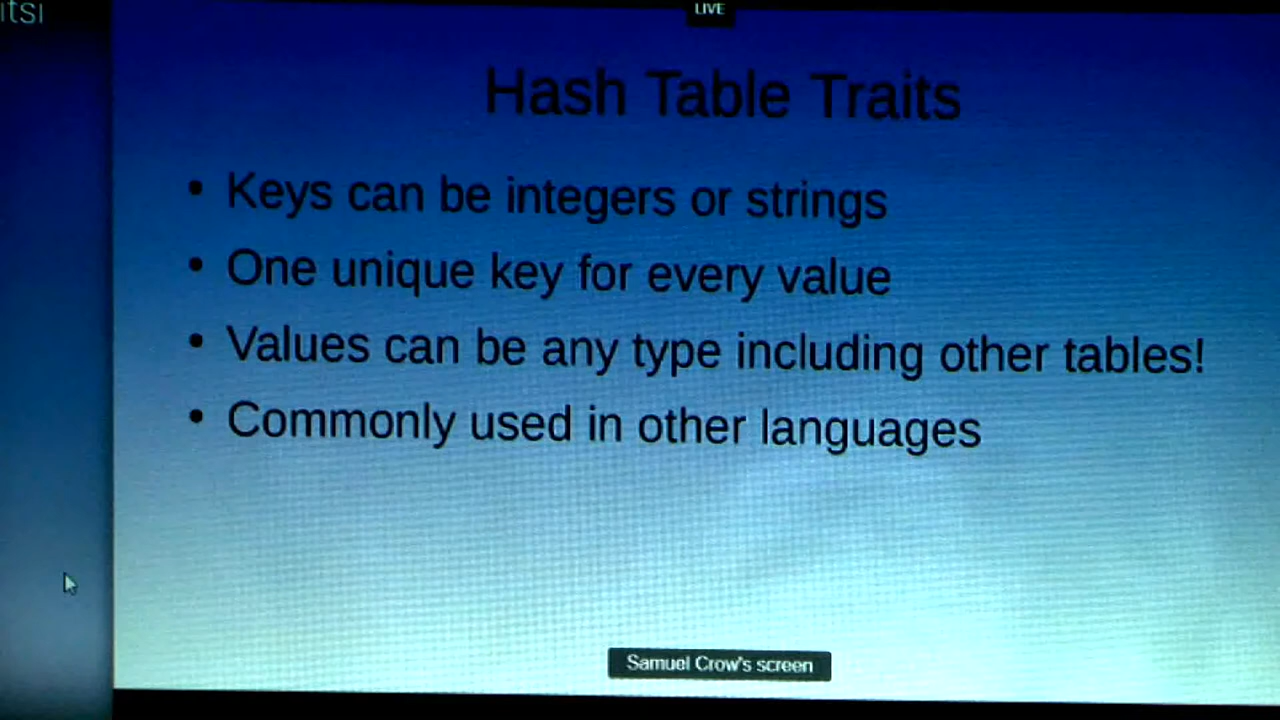 itsi
LIVE
Hash Table Traits
• Keys can be integers or strings
• One unique key for every value
• Values can be any type including other tables!
• Commonly used in other languages
Samuel Crow's screen